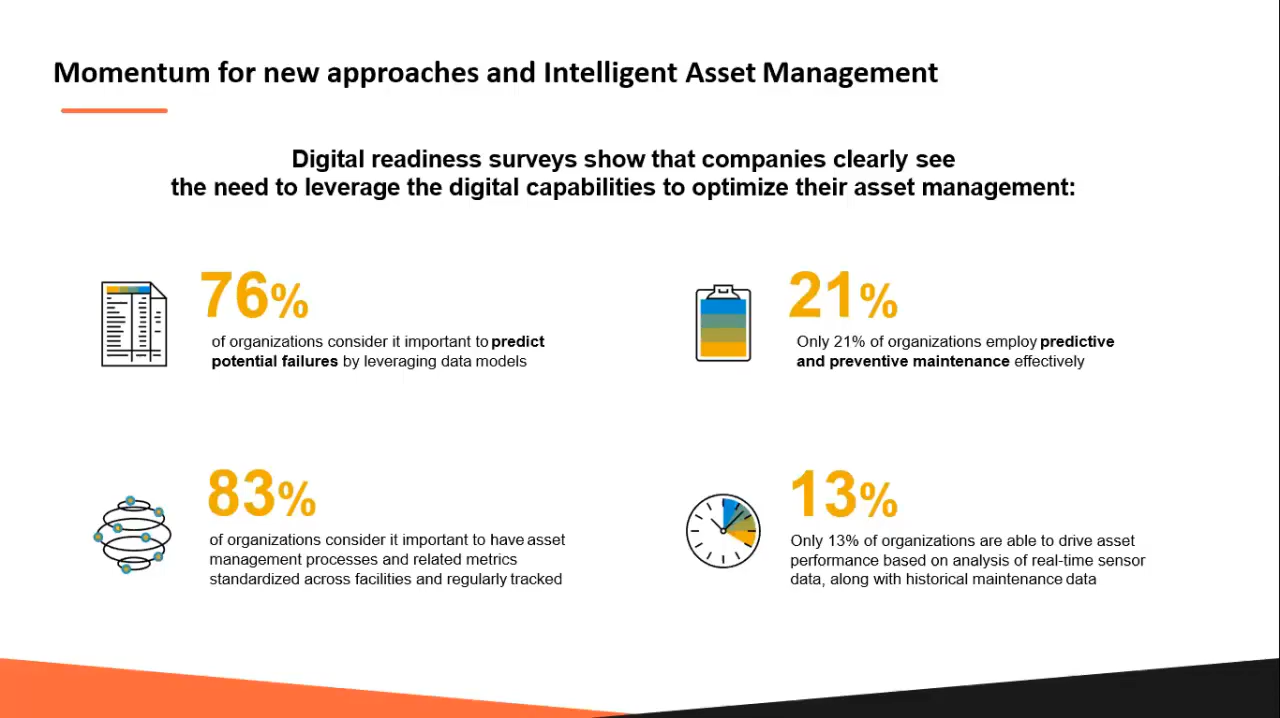 Momentum for new approaches and Intelligent Asset Management
Digital readiness surveys show that companies clearly see
the need to leverage the digital capabilities to optimize their asset management:
76%
of organizations consider it important to predict
potential failures by leveraging data models
21%
Only 21% of organizations employ predictive
and preventive maintenance effectively
83%
of organizations consider it important to have asset
management processes and related metrics
standardized across facilities and regularly tracked
13%
Only 13% of organizations are able to drive asset
performance based on analysis of real-time sensor
data, along with historical maintenance data